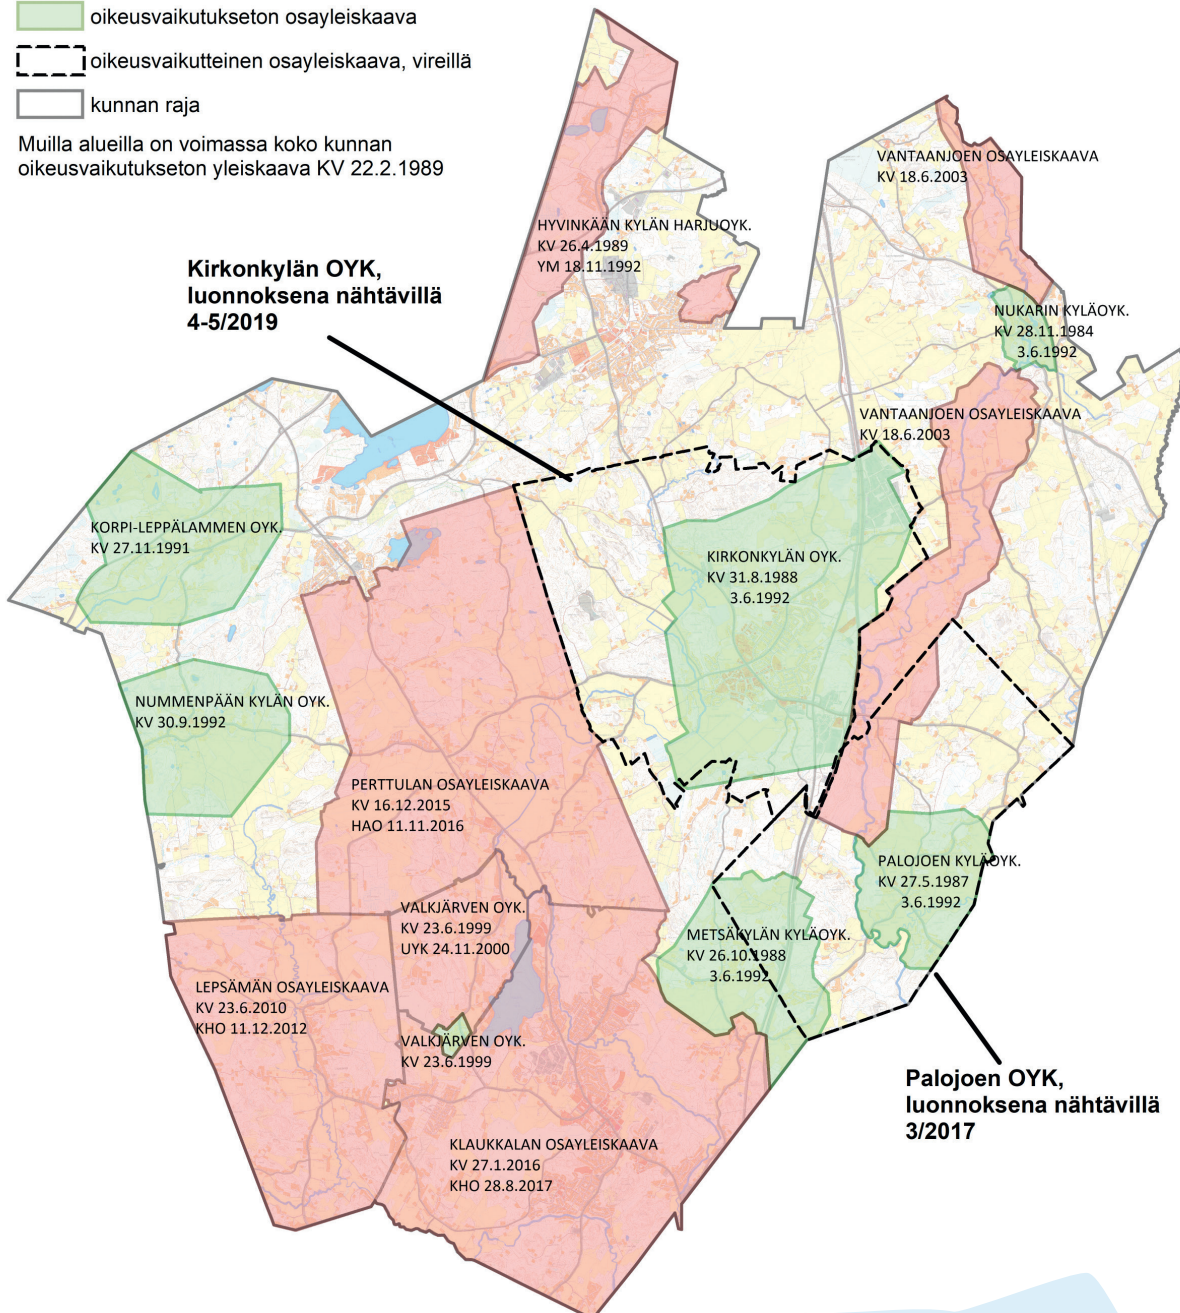 oikeusvaikutukseton osayleiskaava
oikeusvaikutteinen osayleiskaava, vireillä
kunnan raja
Muilla alueilla on voimassa koko kunnan
oikeusvaikutukseton yleiskaava KV 22.2.1989
VANTAANJOEN OSAYLEISKAAVA
KV 18.6.2003
HYVINKÄÄN KYLÄN HARJUOYK.
KV 26.4.1989
YM 18.11.1992
Kirkonkylän OYK,
luonnoksena nähtävillä
4-5/2019
NUKARIN KYLÄOYK.
KV 28.11.1984
3.6.1992
VANTAANJOEN OSAYLEISKAAVA
KV 18.6.2003
KORPI-LEPPÄLAMMEN OYK.
KV 27.11.1991
KIRKONKYLÄN OYK.
KV 31.8.1988
3.6.1992
NUMMENPÄÄN KYLÄN OYK.
KV 30.9.1992
PERTTULAN OSAYLEISKAAVA
KV 16.12.2015
HAO 11.11.2016
PALOJOEN KYLÄOYK.
KV 27.5.1987
3.6.1992
VALKJÄRVEN OYK.
KV 23.6.1999
UYK 24.11.2000
METSÄKYLÄN KYLÄOYK.
KV 26.10.1988
3.6.1992
LEPSÄMÄN OSAYLEISKAAVA
KV 23.6.2010
KHO 11.12.2012
VALKJÄRVEN OYK.
KV 23.6.1999
Palojoen OYK,
luonnoksena nähtävillä
3/2017
KLAUKKALAN OSAYLEISKAAVA
KV 27.1.2016
KHO 28.8.2017